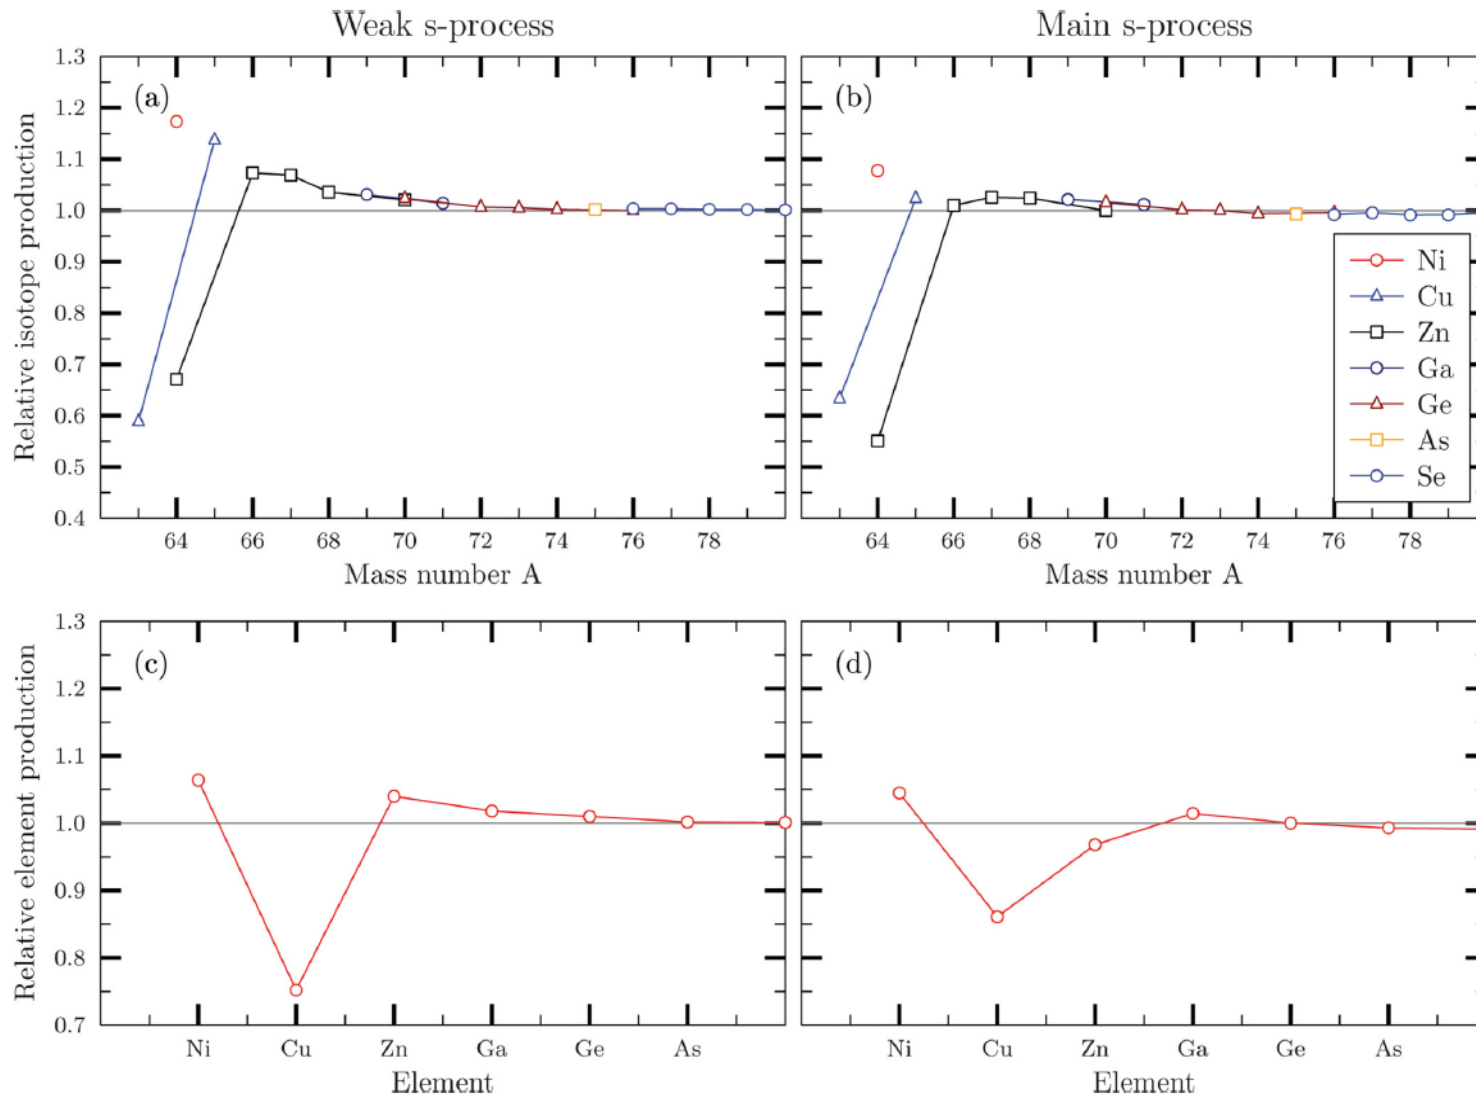 Weak s-process
Main s-process
Relative isotope production
1.3
1.2
1.1
1.0
0.9
0.8
0.7
0.6
0.5
0.4
(a)
64 66 68 70 72 74 76 78
Mass number A
(b)
Ni
Cu
Zn
Ga
Ge
As
Se
64 66 68 70 72 74 76 78
Mass number A
Relative element production
1.3
1.2
1.1
1.0
0.9
0.8
0.7
(c)
Ni Cu Zn Ga Ge As
Element
(d)
Ni Cu Zn Ga Ge As
Element